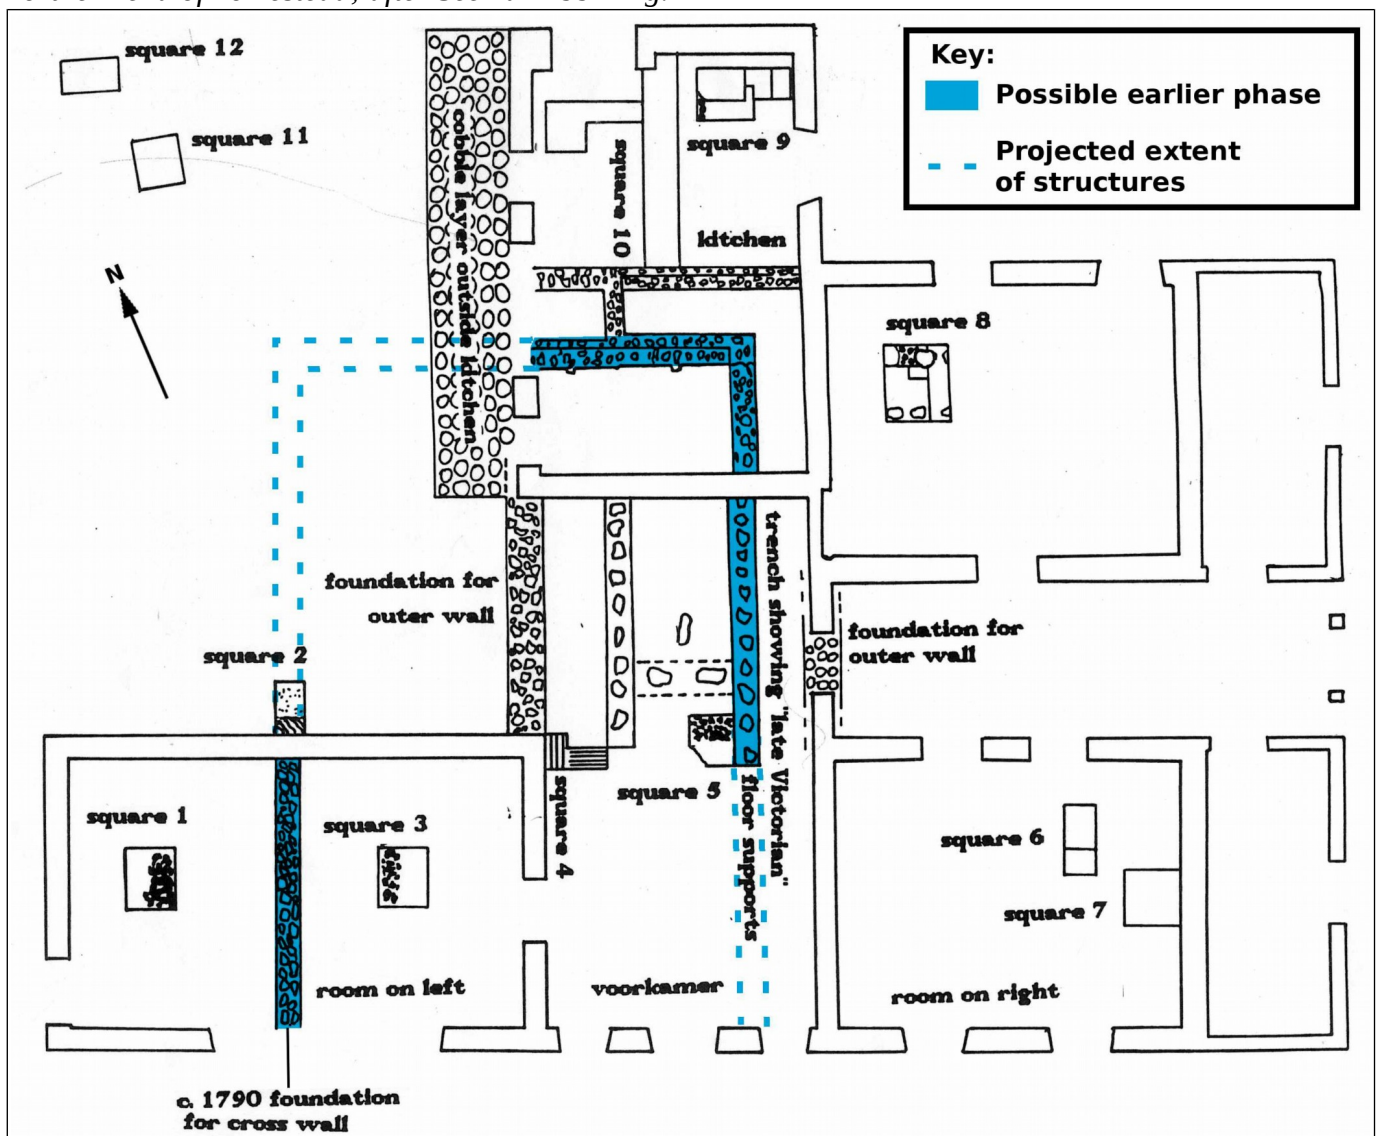 square 12
square 11
cobble layer outside kitchen
square 10
square 9
kitchen
Key:
Possible earlier phase
Projected extent
of structures
N
square 8
foundation for
outer wall
square 2
trench showing "late Victorian"
floor supports
foundation for
outer wall
square 1
square 3
square 4
square 5
square 6
square 7
room on left
voorkamer
room on right
c. 1790 foundation
for cross wall